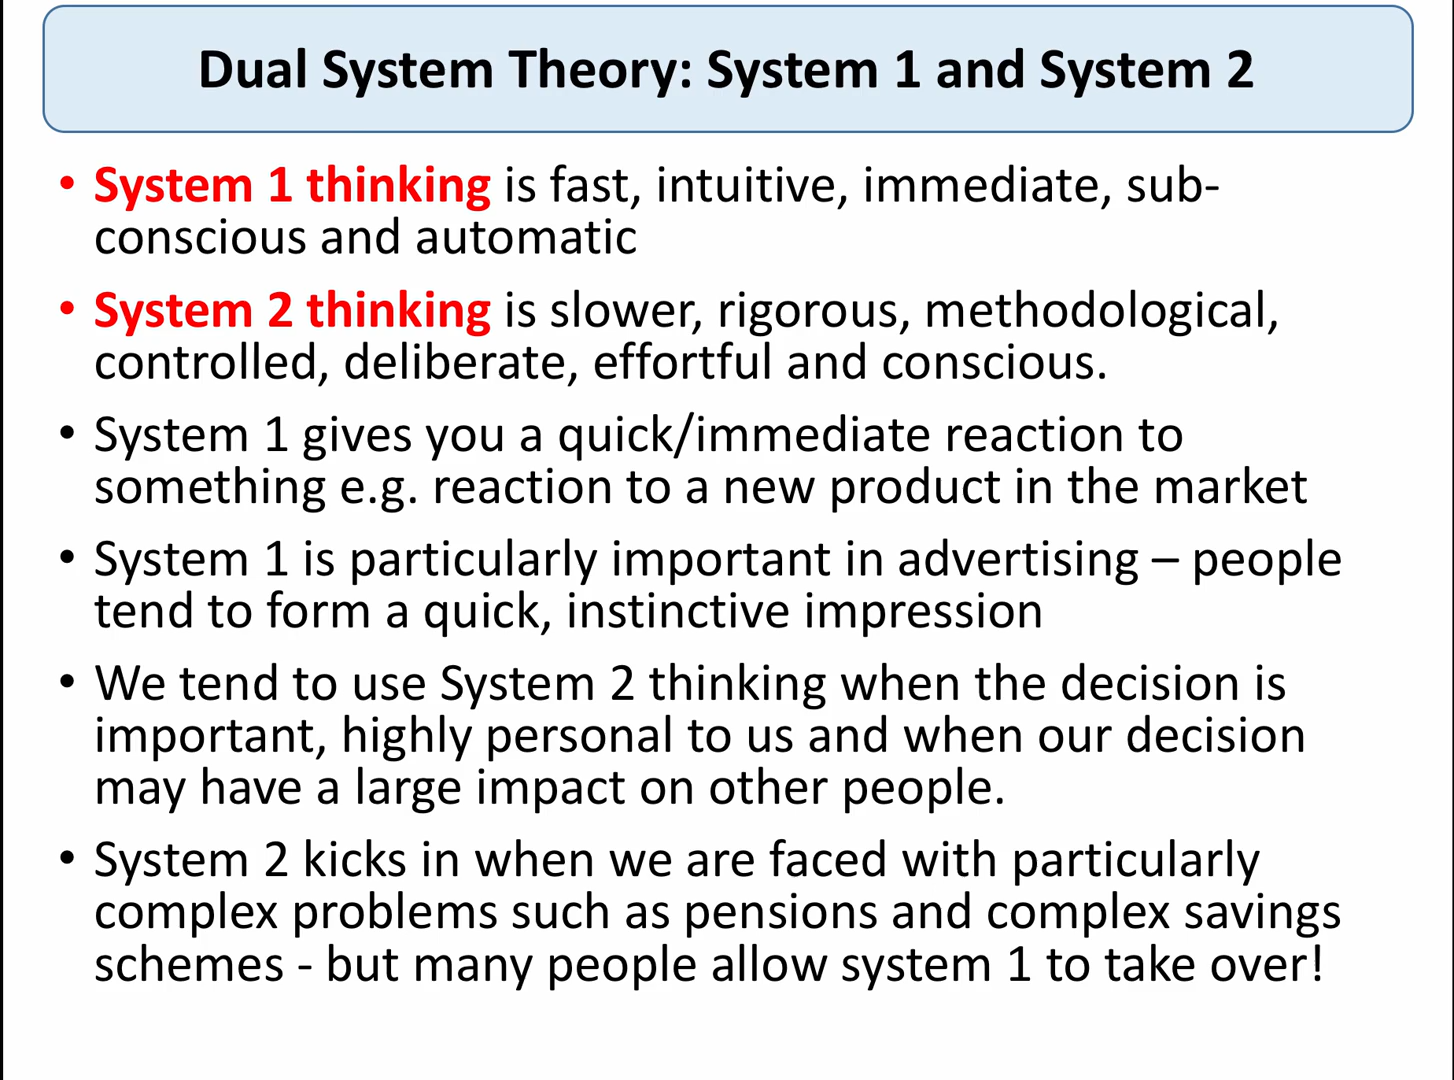 Dual System Theory: System 1 and System 2
• System 1 thinking is fast, intuitive, immediate, sub-
conscious and automatic
• System 2 thinking is slower, rigorous, methodological,
controlled, deliberate, effortful and conscious.
• System 1 gives you a quick/immediate reaction to
something e.g. reaction to a new product in the market
• System 1 is particularly important in advertising – people
tend to form a quick, instinctive impression
• We tend to use System 2 thinking when the decision is
important, highly personal to us and when our decision
may have a large impact on other people.
• System 2 kicks in when we are faced with particularly
complex problems such as pensions and complex savings
schemes - but many people allow system 1 to take over!